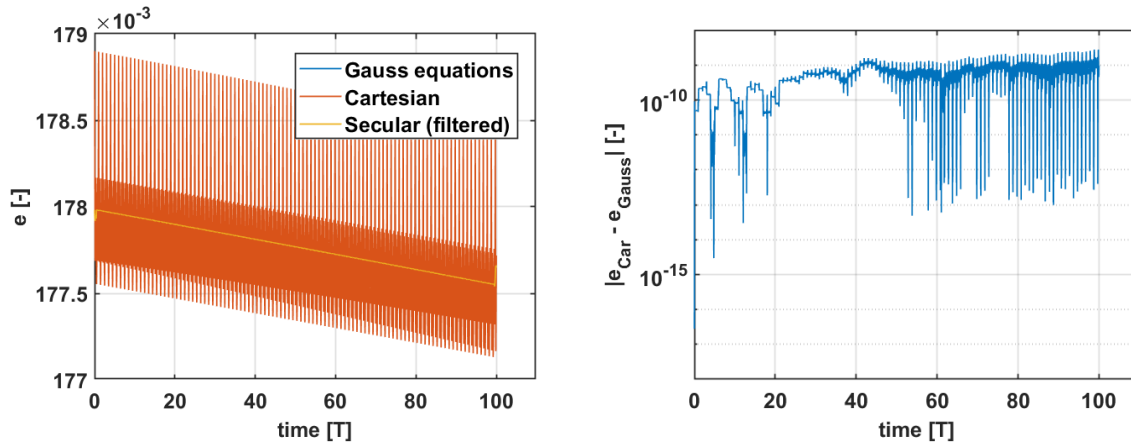 ×10⁻³
179
178.5
178
177.5
177
e [-]
Gauss equations
Cartesian
Secular (filtered)
0 20 40 60 80 100
time [T]
10⁻¹⁰
10⁻¹⁵
|e_Car - e_Gauss| [-]
0 20 40 60 80 100
time [T]